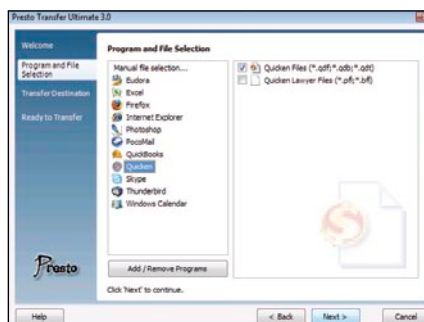 Presto Transfer Ultimate 3.0
Welcome
Program and File
Selection
Transfer Destination
Ready to Transfer
Presto
Program and File Selection
Manual file selection....
Eudora
Excel
Firefox
Internet Explorer
Photoshop
PocoMail
QuickBooks
Quicken
Skype
Thunderbird
Windows Calendar
Quicken Files (*.qdf;*.qdb;*.qdt)
Quicken Lawyer Files (*.pfl;*.bfl)
Add / Remove Programs
Click 'Next' to continue.
Help
< Back
Next >
Cancel